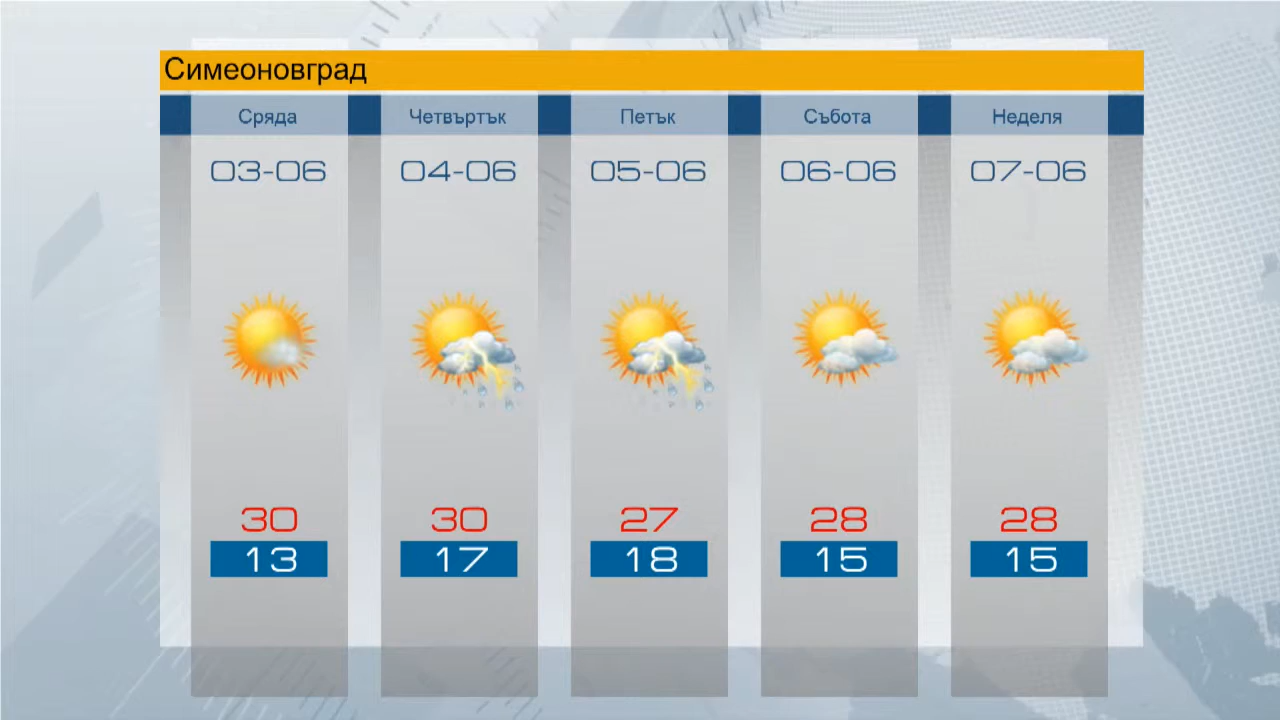 Симеоновград
Сряда Четвъртък Петък Събота Неделя
03-06 04-06 05-06 06-06 07-06
30 30 27 28 28
13 17 18 15 15